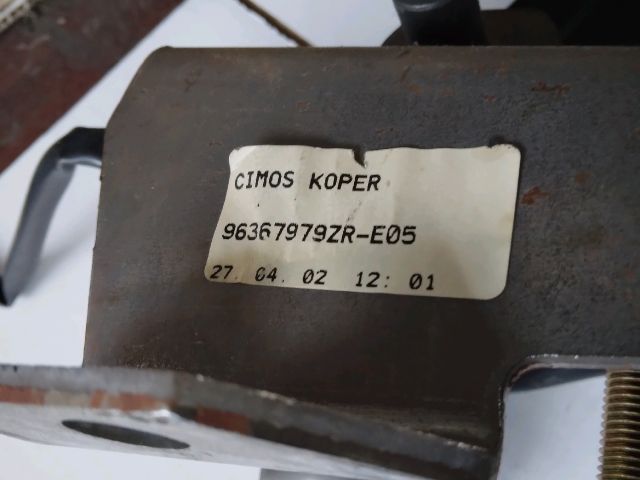 CIMOS KOPER
96367979ZR-E05
27. 04. 02 12: 01